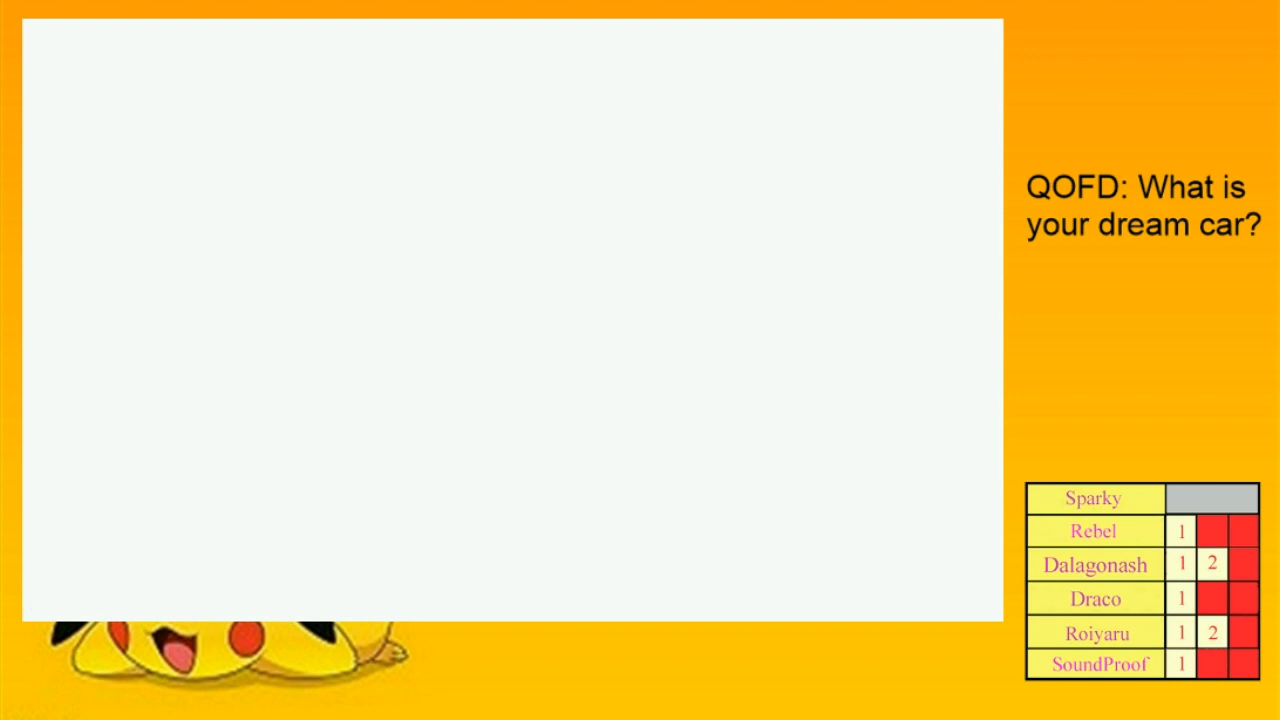 QOFD: What is
your dream car?
Sparky
Rebel 1
Dalagonash 1 2
Draco 1
Roiyaru 1 2
SoundProof 1